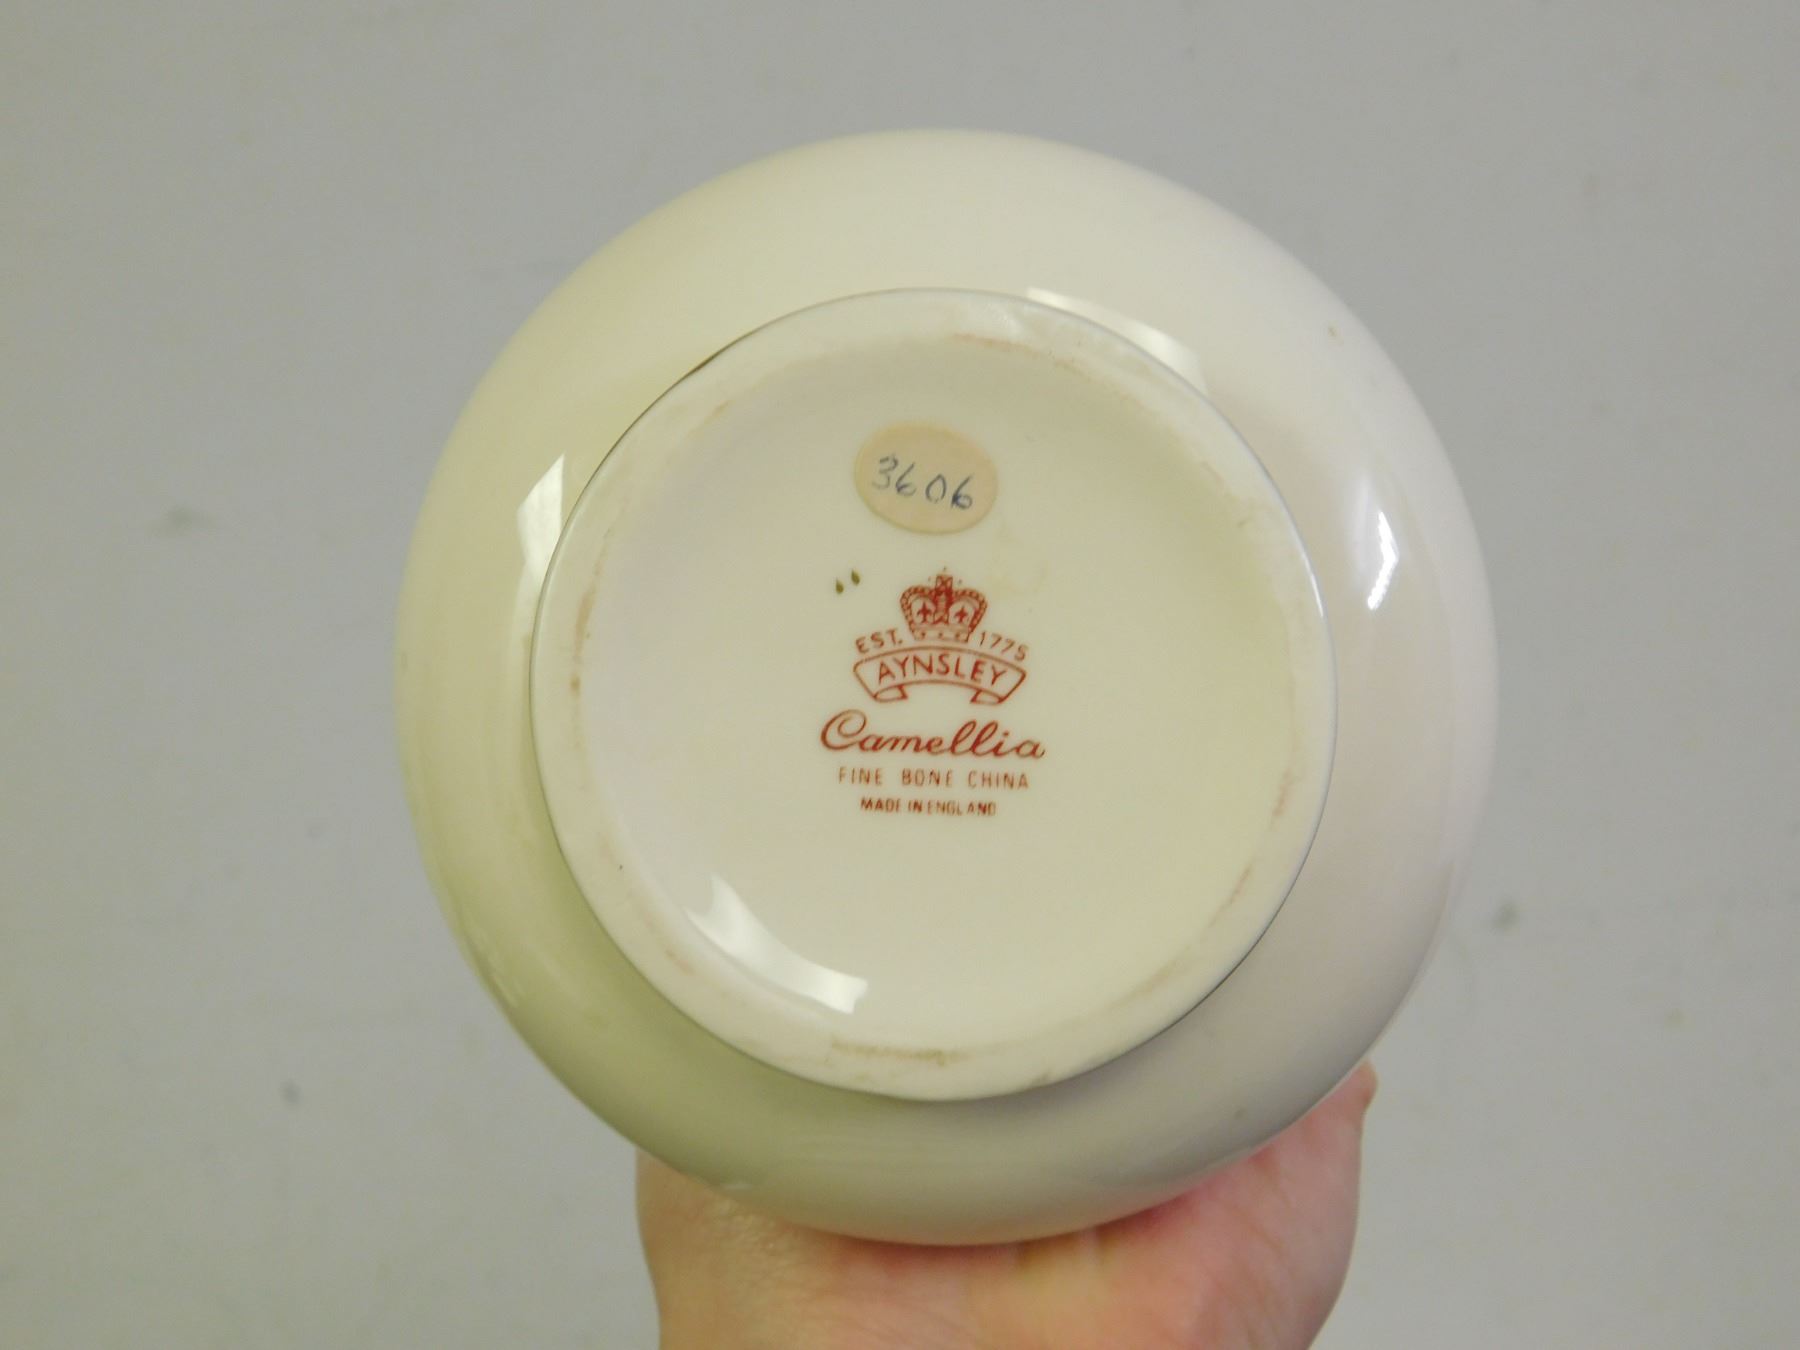 3606
EST. 1775
AYNSLEY
Camellia
FINE BONE CHINA
MADE IN ENGLAND